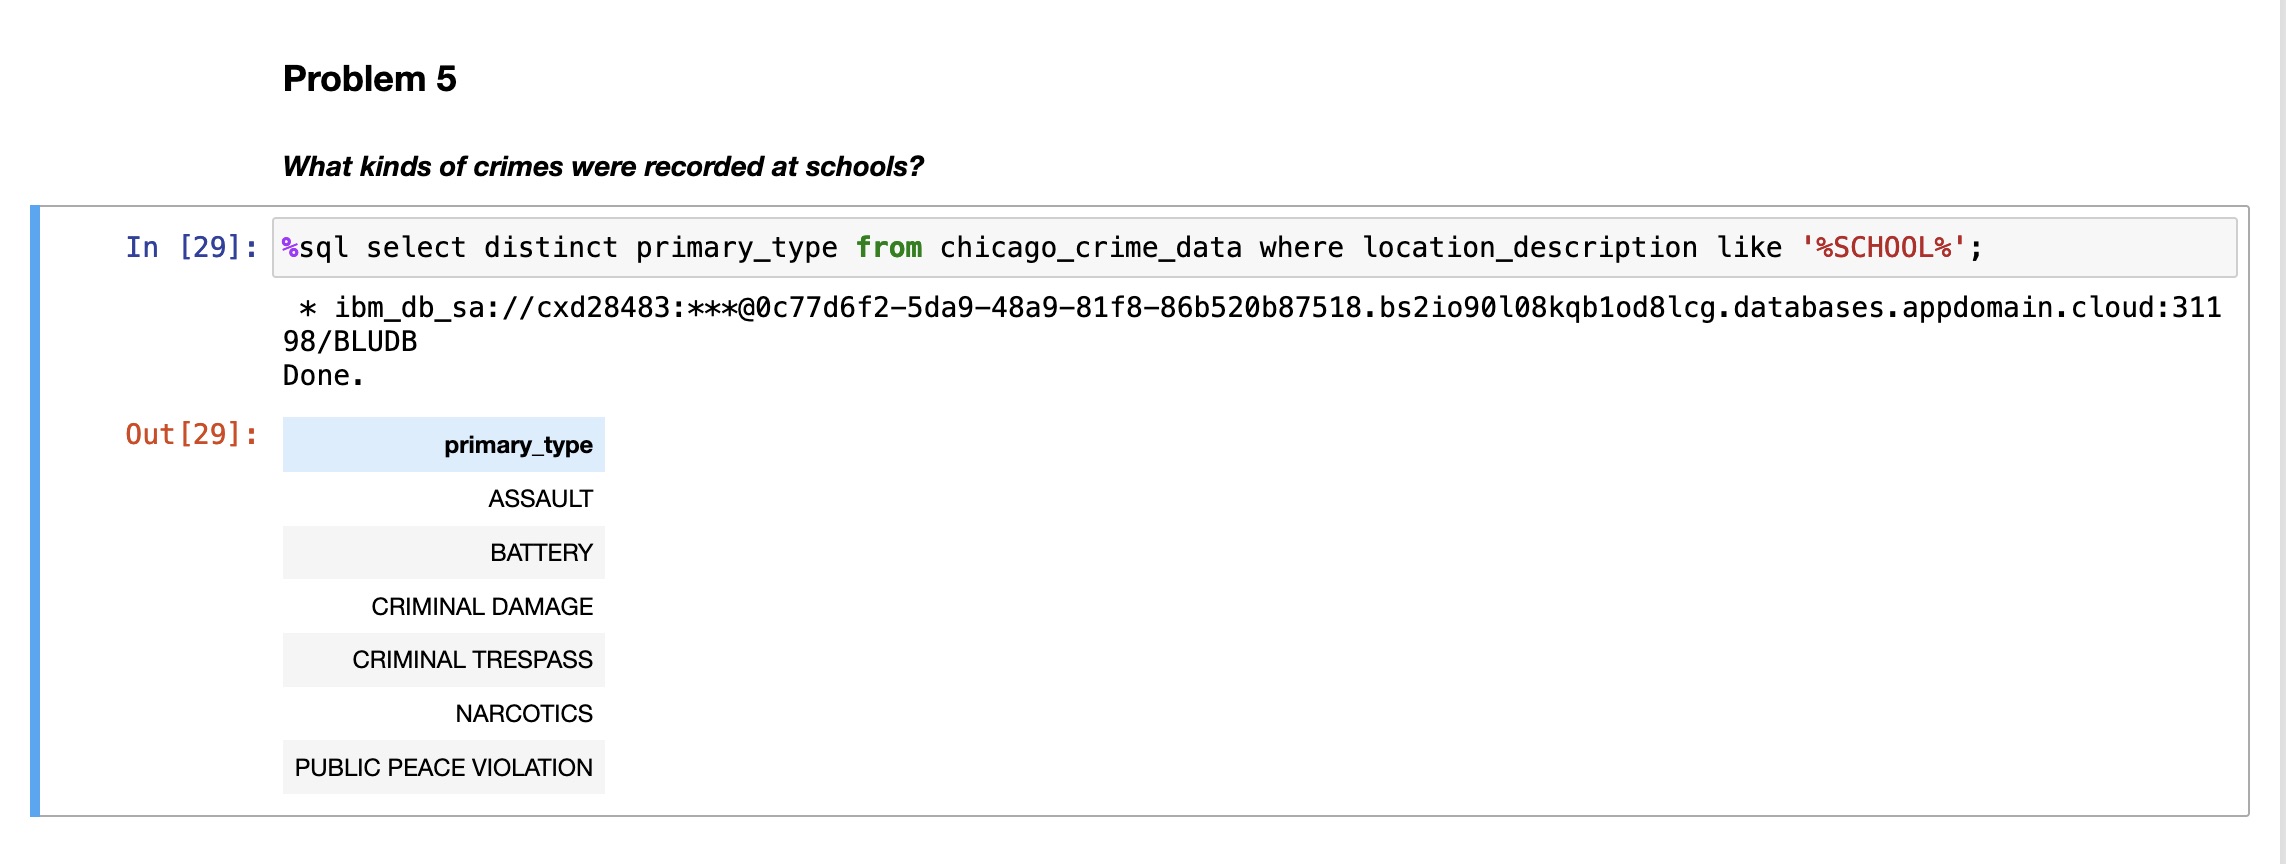 Problem 5
What kinds of crimes were recorded at schools?
In [29]: %sql select distinct primary_type from chicago_crime_data where location_description like '%SCHOOL%';
* ibm_db_sa://cxd28483:***@0c77d6f2-5da9-48a9-81f8-86b520b87518.bs2io90l08kqb1od8lcg.databases.appdomain.cloud:311
98/BLUDB
Done.
Out[29]:
primary_type
ASSAULT
BATTERY
CRIMINAL DAMAGE
CRIMINAL TRESPASS
NARCOTICS
PUBLIC PEACE VIOLATION